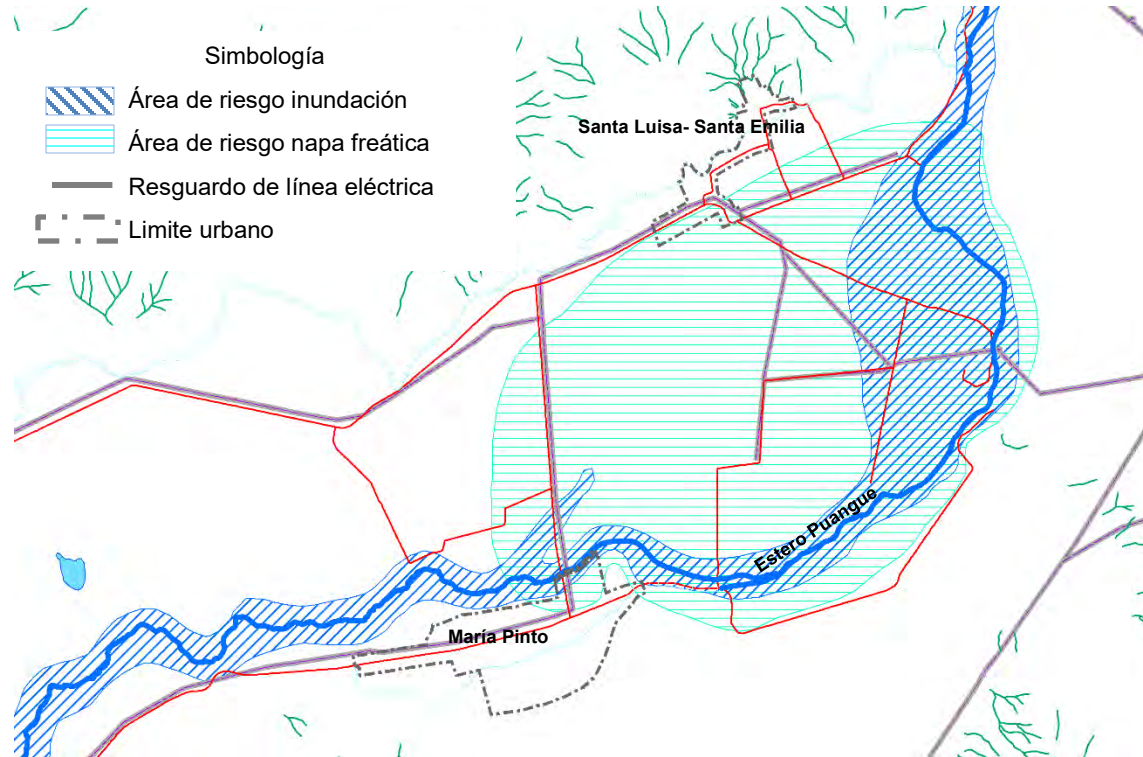 Simbología
Área de riesgo inundación
Área de riesgo napa freática
Resguardo de línea eléctrica
Limite urbano
Santa Luisa- Santa Emilia
Estero Puangue
María Pinto